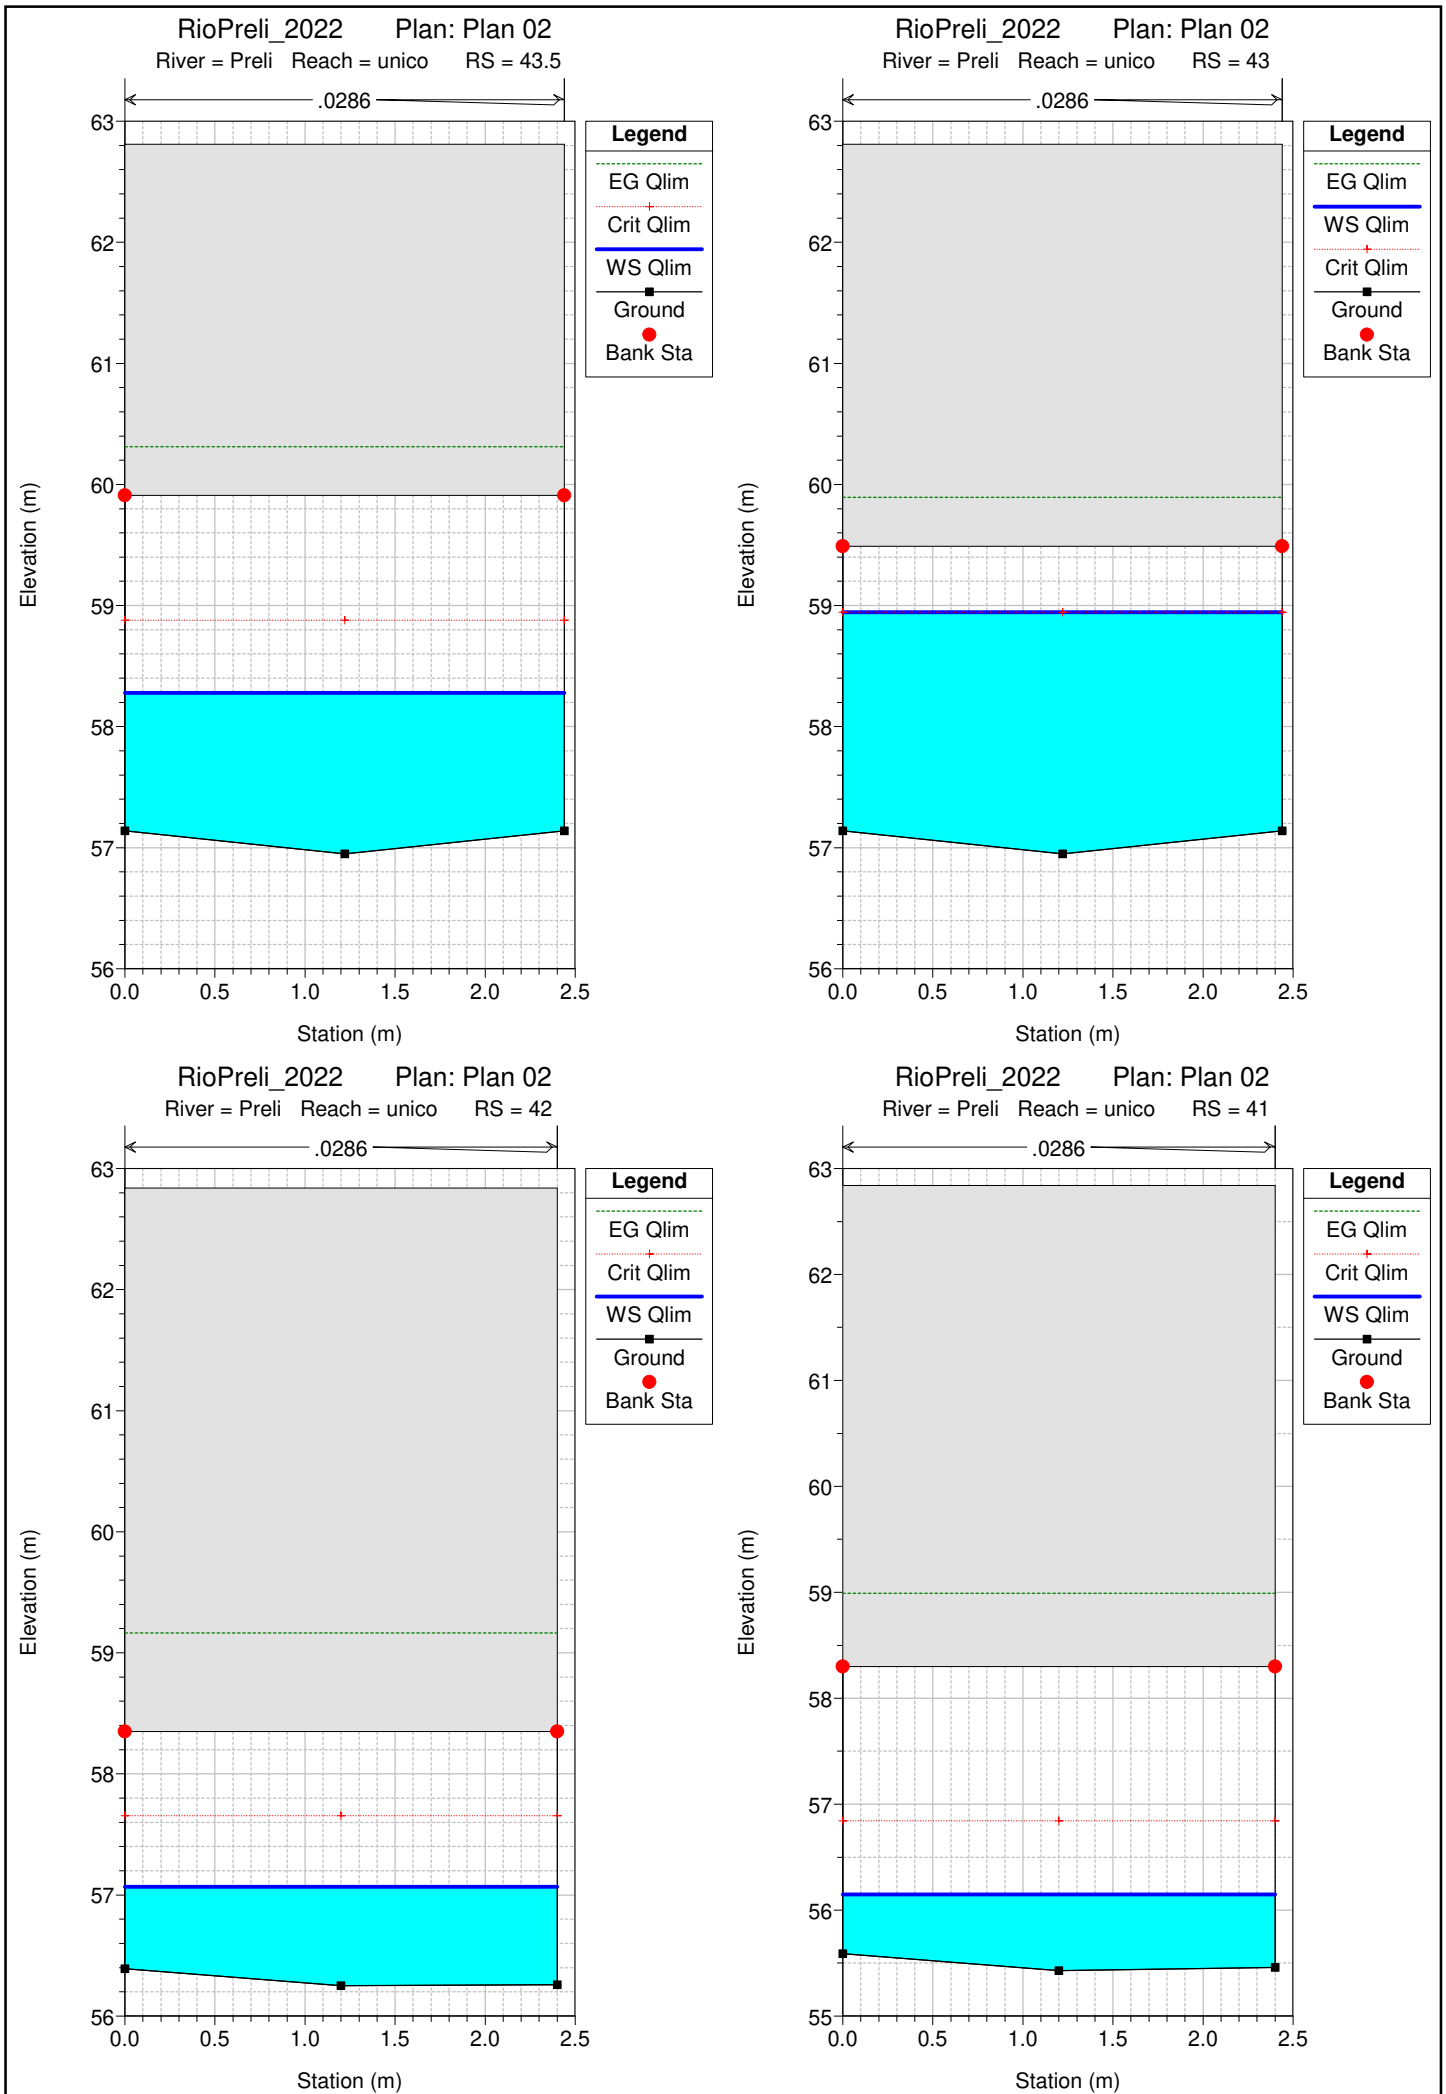 RioPreli_2022 Plan: Plan 02
River = Preli Reach = unico RS = 43.5
.0286
63
62
61
60
59
58
57
56
Elevation (m)
0.0 0.5 1.0 1.5 2.0 2.5
Station (m)
Legend
EG Qlim
Crit Qlim
WS Qlim
Ground
Bank Sta
RioPreli_2022 Plan: Plan 02
River = Preli Reach = unico RS = 43
.0286
63
62
61
60
59
58
57
56
Elevation (m)
0.0 0.5 1.0 1.5 2.0 2.5
Station (m)
Legend
EG Qlim
WS Qlim
Crit Qlim
Ground
Bank Sta
RioPreli_2022 Plan: Plan 02
River = Preli Reach = unico RS = 42
.0286
63
62
61
60
59
58
57
56
Elevation (m)
0.0 0.5 1.0 1.5 2.0 2.5
Station (m)
Legend
EG Qlim
Crit Qlim
WS Qlim
Ground
Bank Sta
RioPreli_2022 Plan: Plan 02
River = Preli Reach = unico RS = 41
.0286
63
62
61
60
59
58
57
56
55
Elevation (m)
0.0 0.5 1.0 1.5 2.0 2.5
Station (m)
Legend
EG Qlim
Crit Qlim
WS Qlim
Ground
Bank Sta